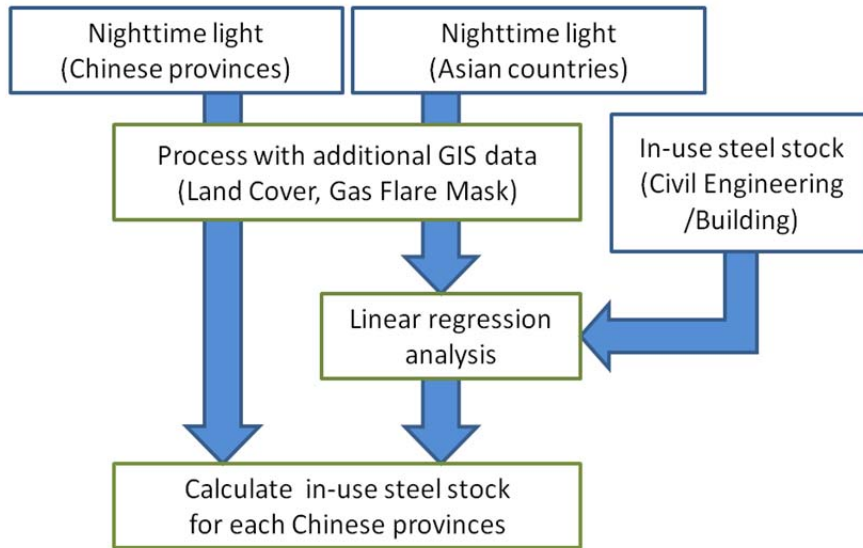 Nighttime light
(Chinese provinces)
Nighttime light
(Asian countries)
Process with additional GIS data
(Land Cover, Gas Flare Mask)
In-use steel stock
(Civil Engineering
/Building)
Linear regression
analysis
Calculate  in-use steel stock
for each Chinese provinces